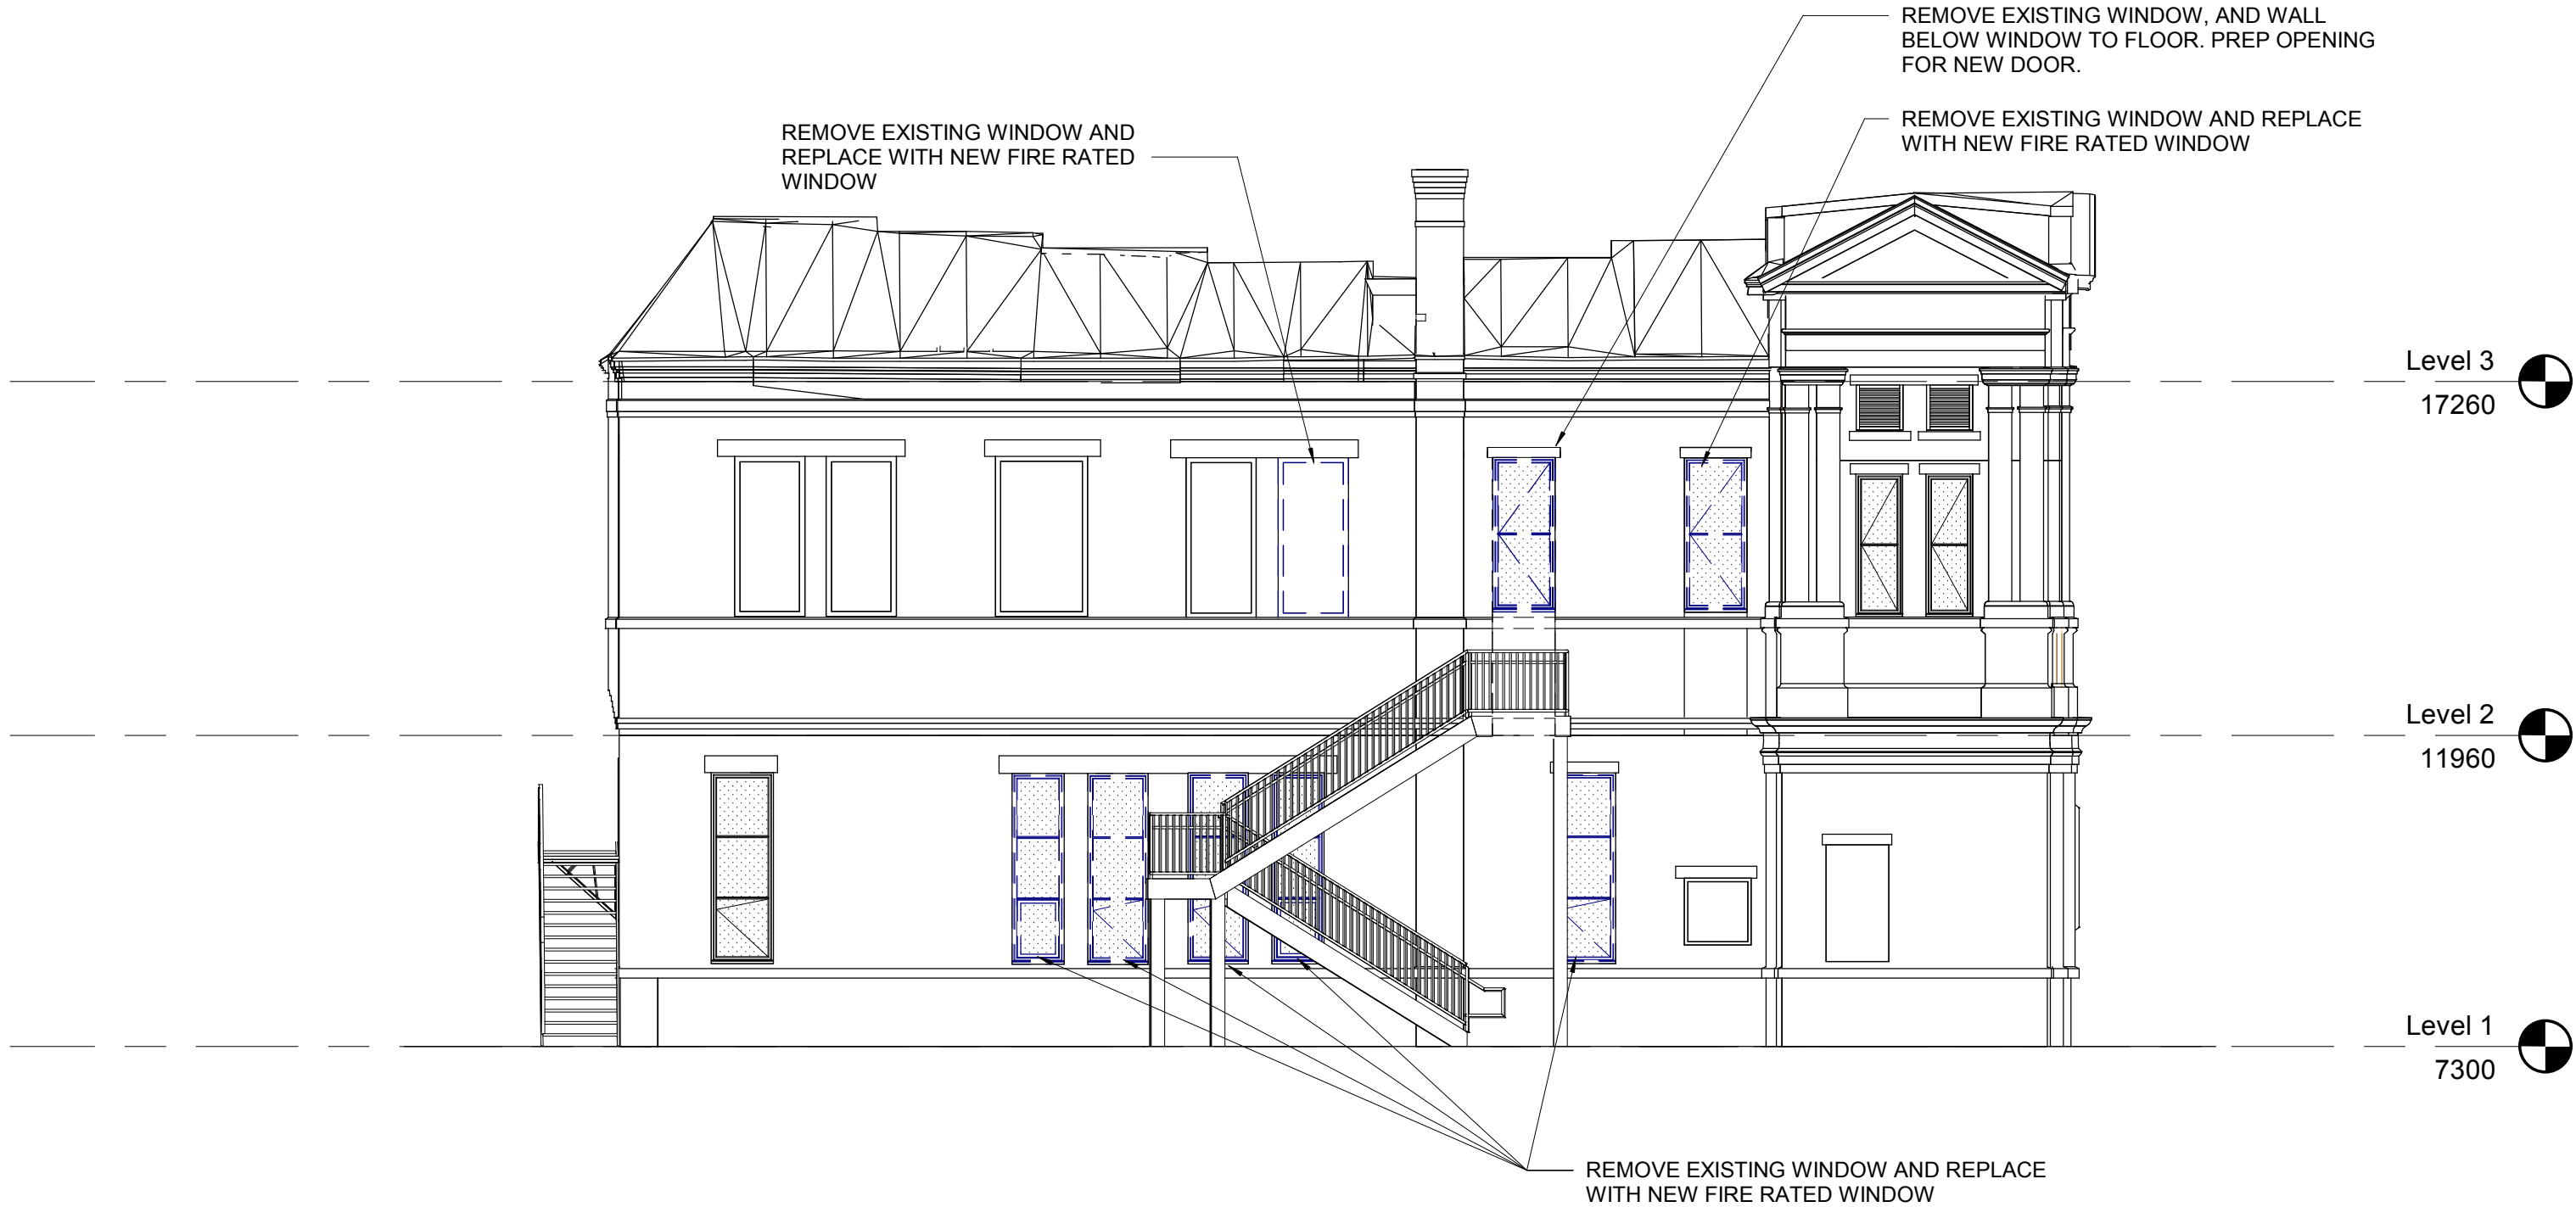 REMOVE EXISTING WINDOW, AND WALL
BELOW WINDOW TO FLOOR. PREP OPENING
FOR NEW DOOR.
REMOVE EXISTING WINDOW AND REPLACE
WITH NEW FIRE RATED WINDOW
REMOVE EXISTING WINDOW AND
REPLACE WITH NEW FIRE RATED
WINDOW
Level 3
17260
Level 2
11960
Level 1
7300
REMOVE EXISTING WINDOW AND REPLACE
WITH NEW FIRE RATED WINDOW